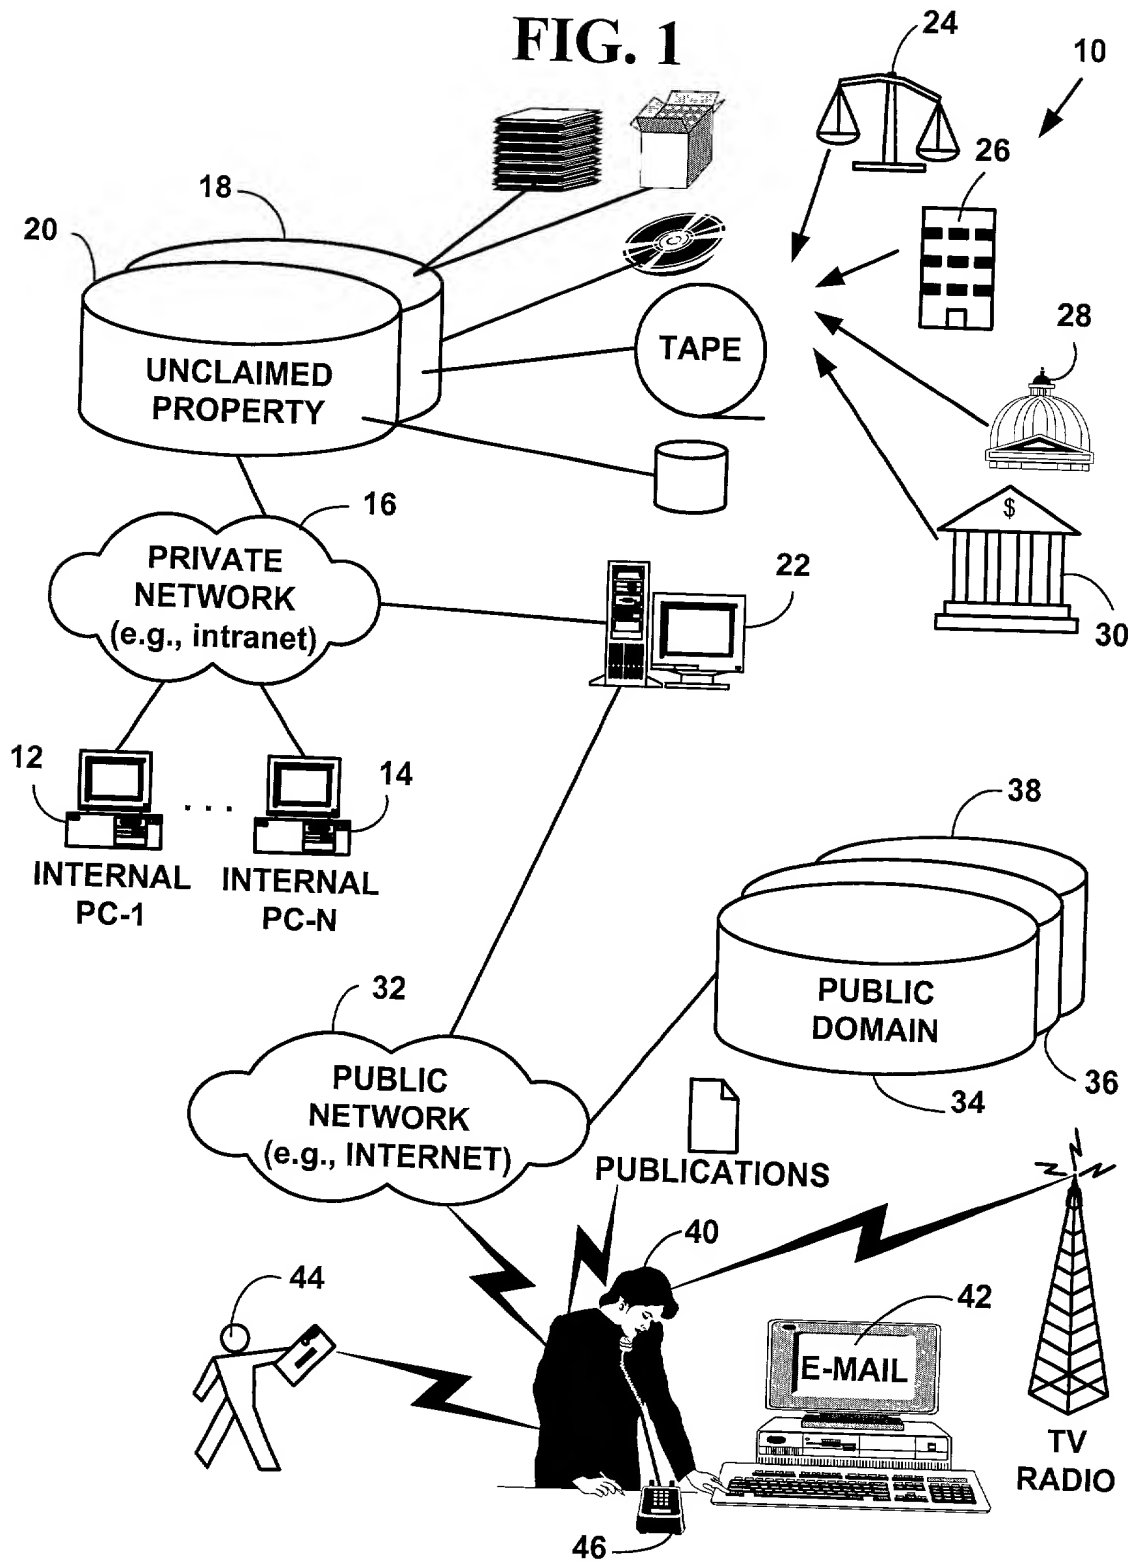 FIG. 1
24
10
26
18
20
UNCLAIMED
PROPERTY
TAPE
28
$
30
16
PRIVATE
NETWORK
(e.g., intranet)
22
12
14
. . .
INTERNAL
PC-1
INTERNAL
PC-N
38
PUBLIC
DOMAIN
36
34
32
PUBLIC
NETWORK
(e.g., INTERNET)
PUBLICATIONS
40
44
42
E-MAIL
TV
RADIO
46